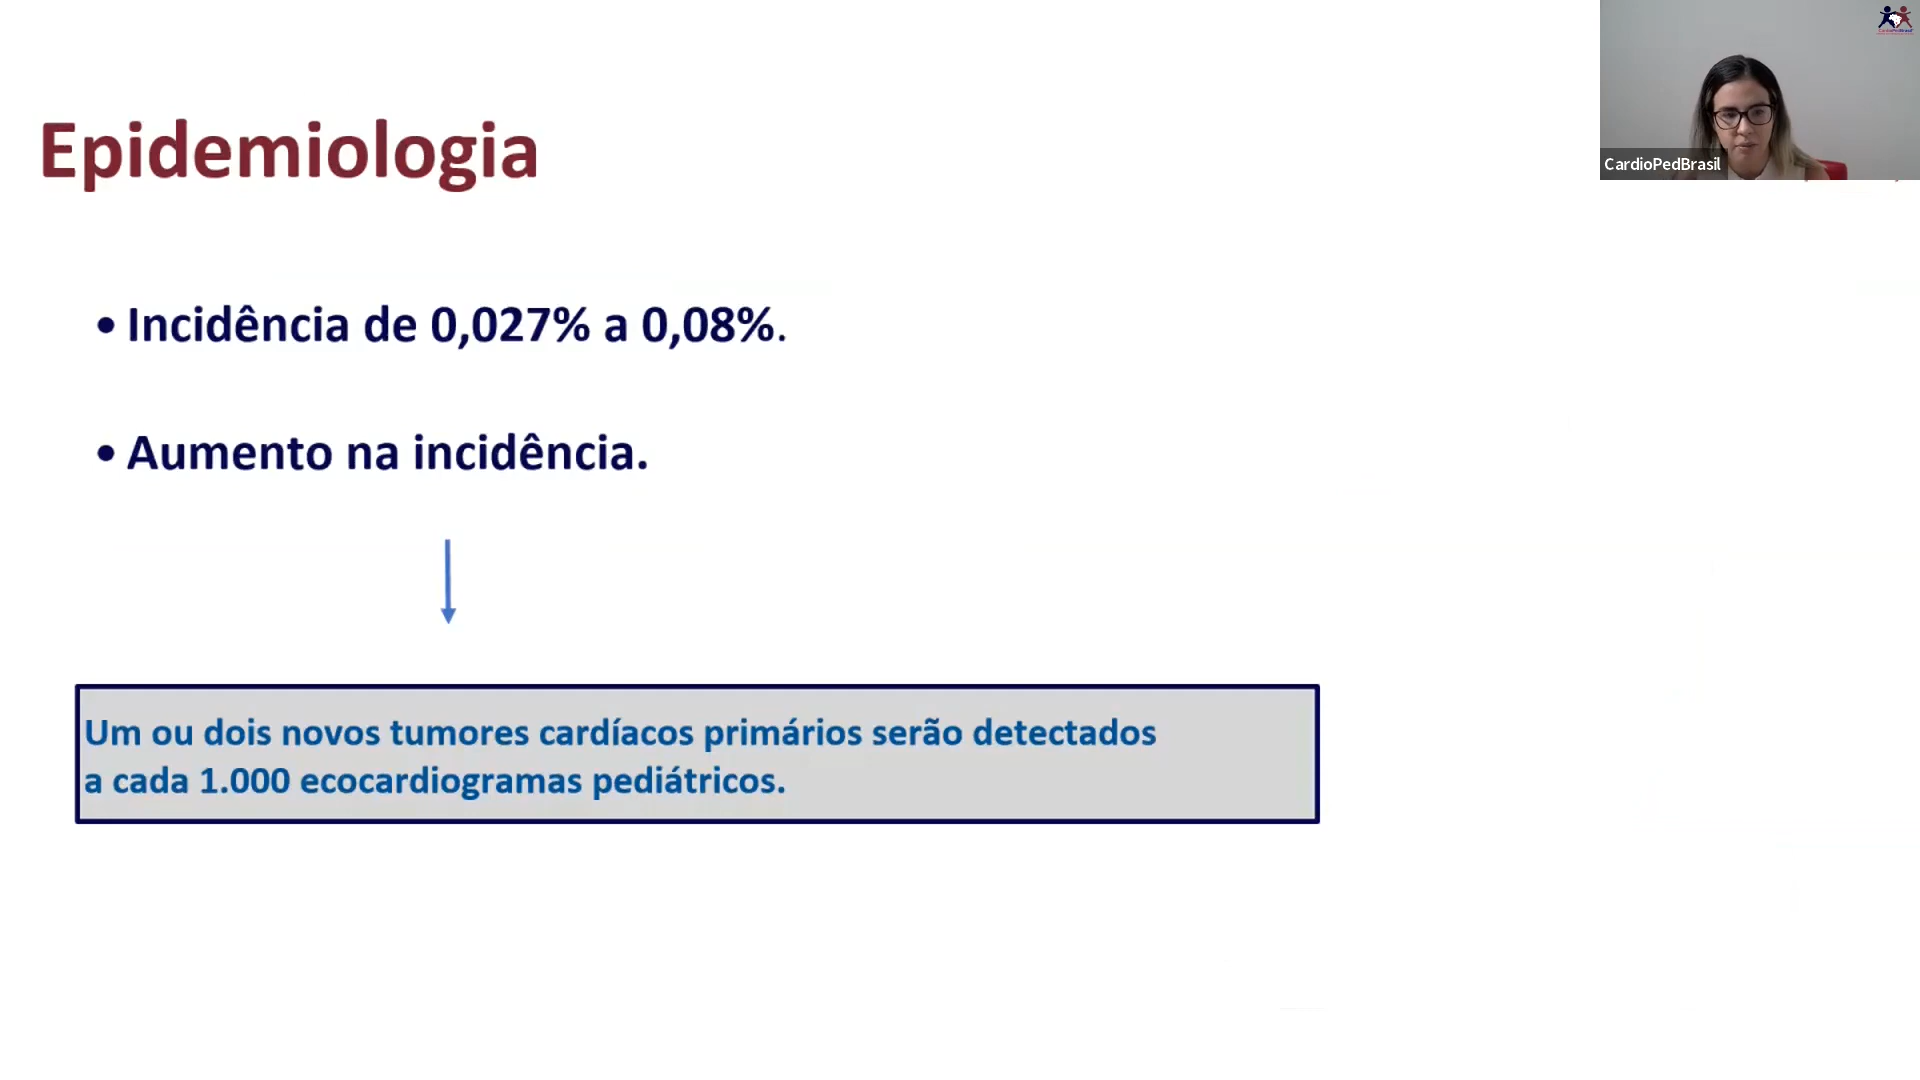 Epidemiologia
• Incidência de 0,027% a 0,08%.
• Aumento na incidência.
Um ou dois novos tumores cardíacos primários serão detectados
a cada 1.000 ecocardiogramas pediátricos.
CardioPedBrasil
CardioPedBrasil